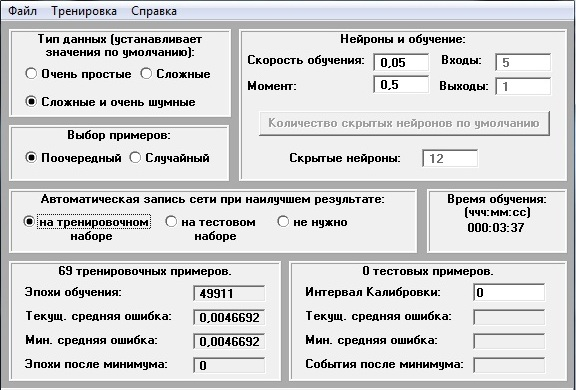 Файл Тренировка Справка
Тип данных (устанавливает
значения по умолчанию):
Очень простые Сложные
Сложные и очень шумные
Выбор примеров:
Поочередный Случайный
Нейроны и обучение:
Скорость обучения: 0,05 Входы: 5
Момент: 0,5 Выходы: 1
Количество скрытых нейронов по умолчанию
Скрытые нейроны: 12
Автоматическая запись сети при наилучшем результате:
на тренировочном
наборе
на тестовом
наборе
не нужно
Время обучения:
(ччч:мм:сс)
000:03:37
69 тренировочных примеров.
Эпохи обучения: 49911
Текущ. средняя ошибка: 0,0046692
Мин. средняя ошибка: 0,0046692
Эпохи после минимума: 0
0 тестовых примеров.
Интервал Калибровки: 0
Текущ. средняя ошибка:
Мин. средняя ошибка:
События после минимума: